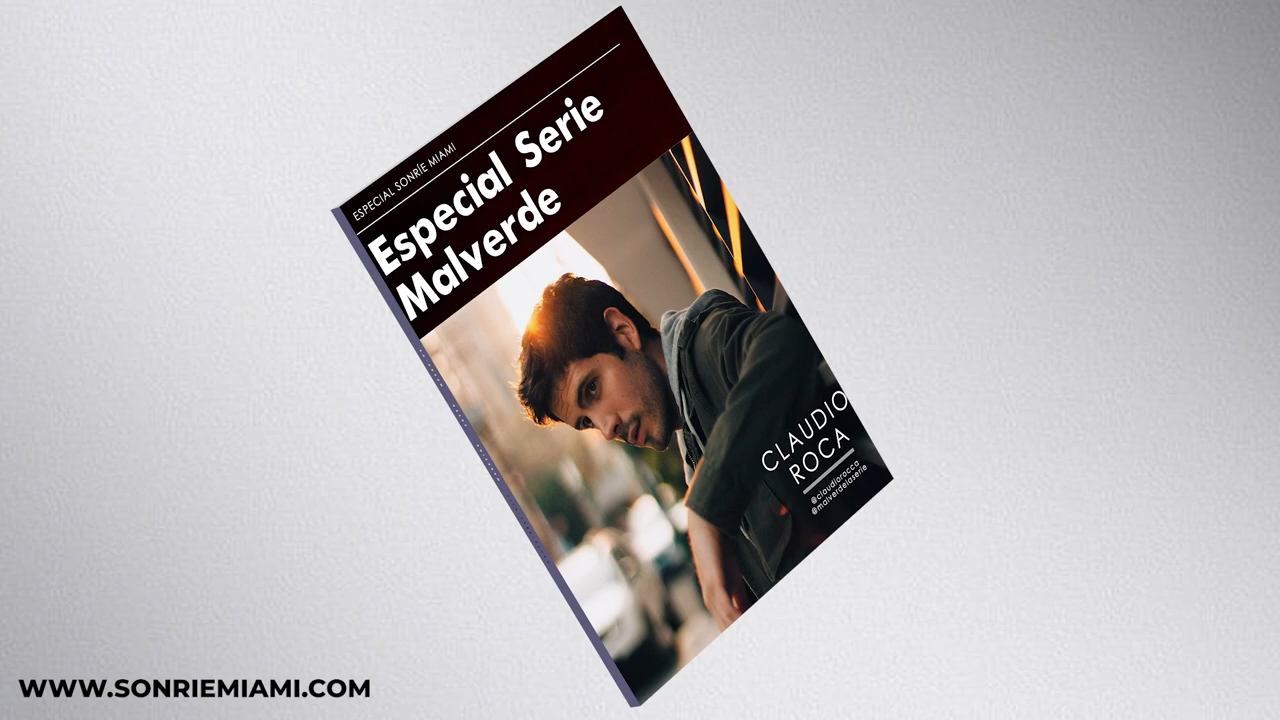 ESPECIAL SONRÍE MIAMI
Especial Serie
Malverde
CLAUDIO
ROCA
@claudiorocca
@malverdelaserie
WWW.SONRIEMIAMI.COM